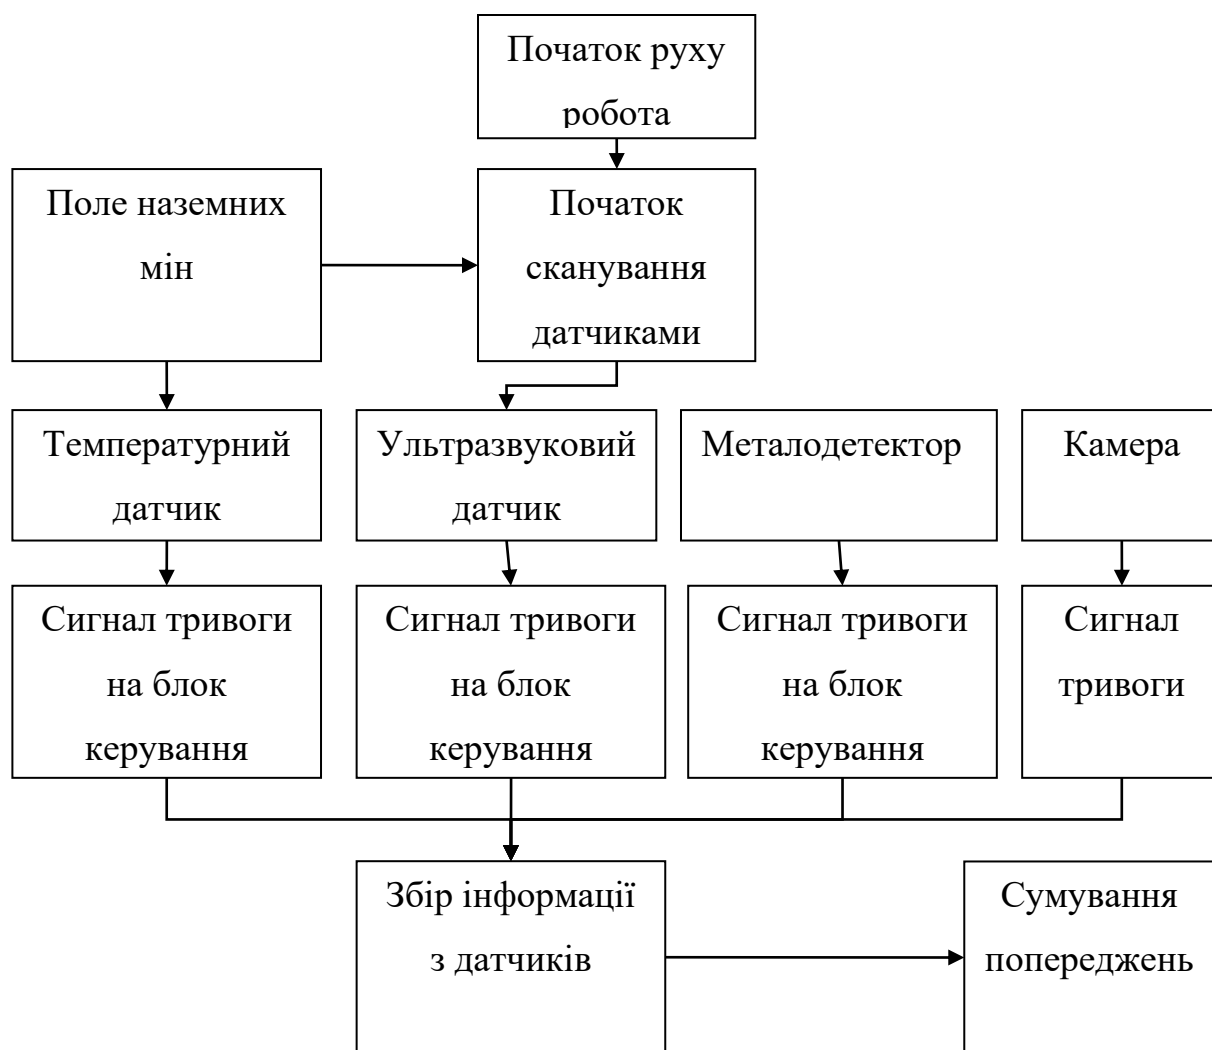 Початок руху
робота
Поле наземних
мін
Початок
сканування
датчиками
Температурний
датчик
Ультразвуковий
датчик
Металодетектор
Камера
Сигнал тривоги
на блок
керування
Сигнал тривоги
на блок
керування
Сигнал тривоги
на блок
керування
Сигнал
тривоги
Збір інформації
з датчиків
Сумування
попереджень